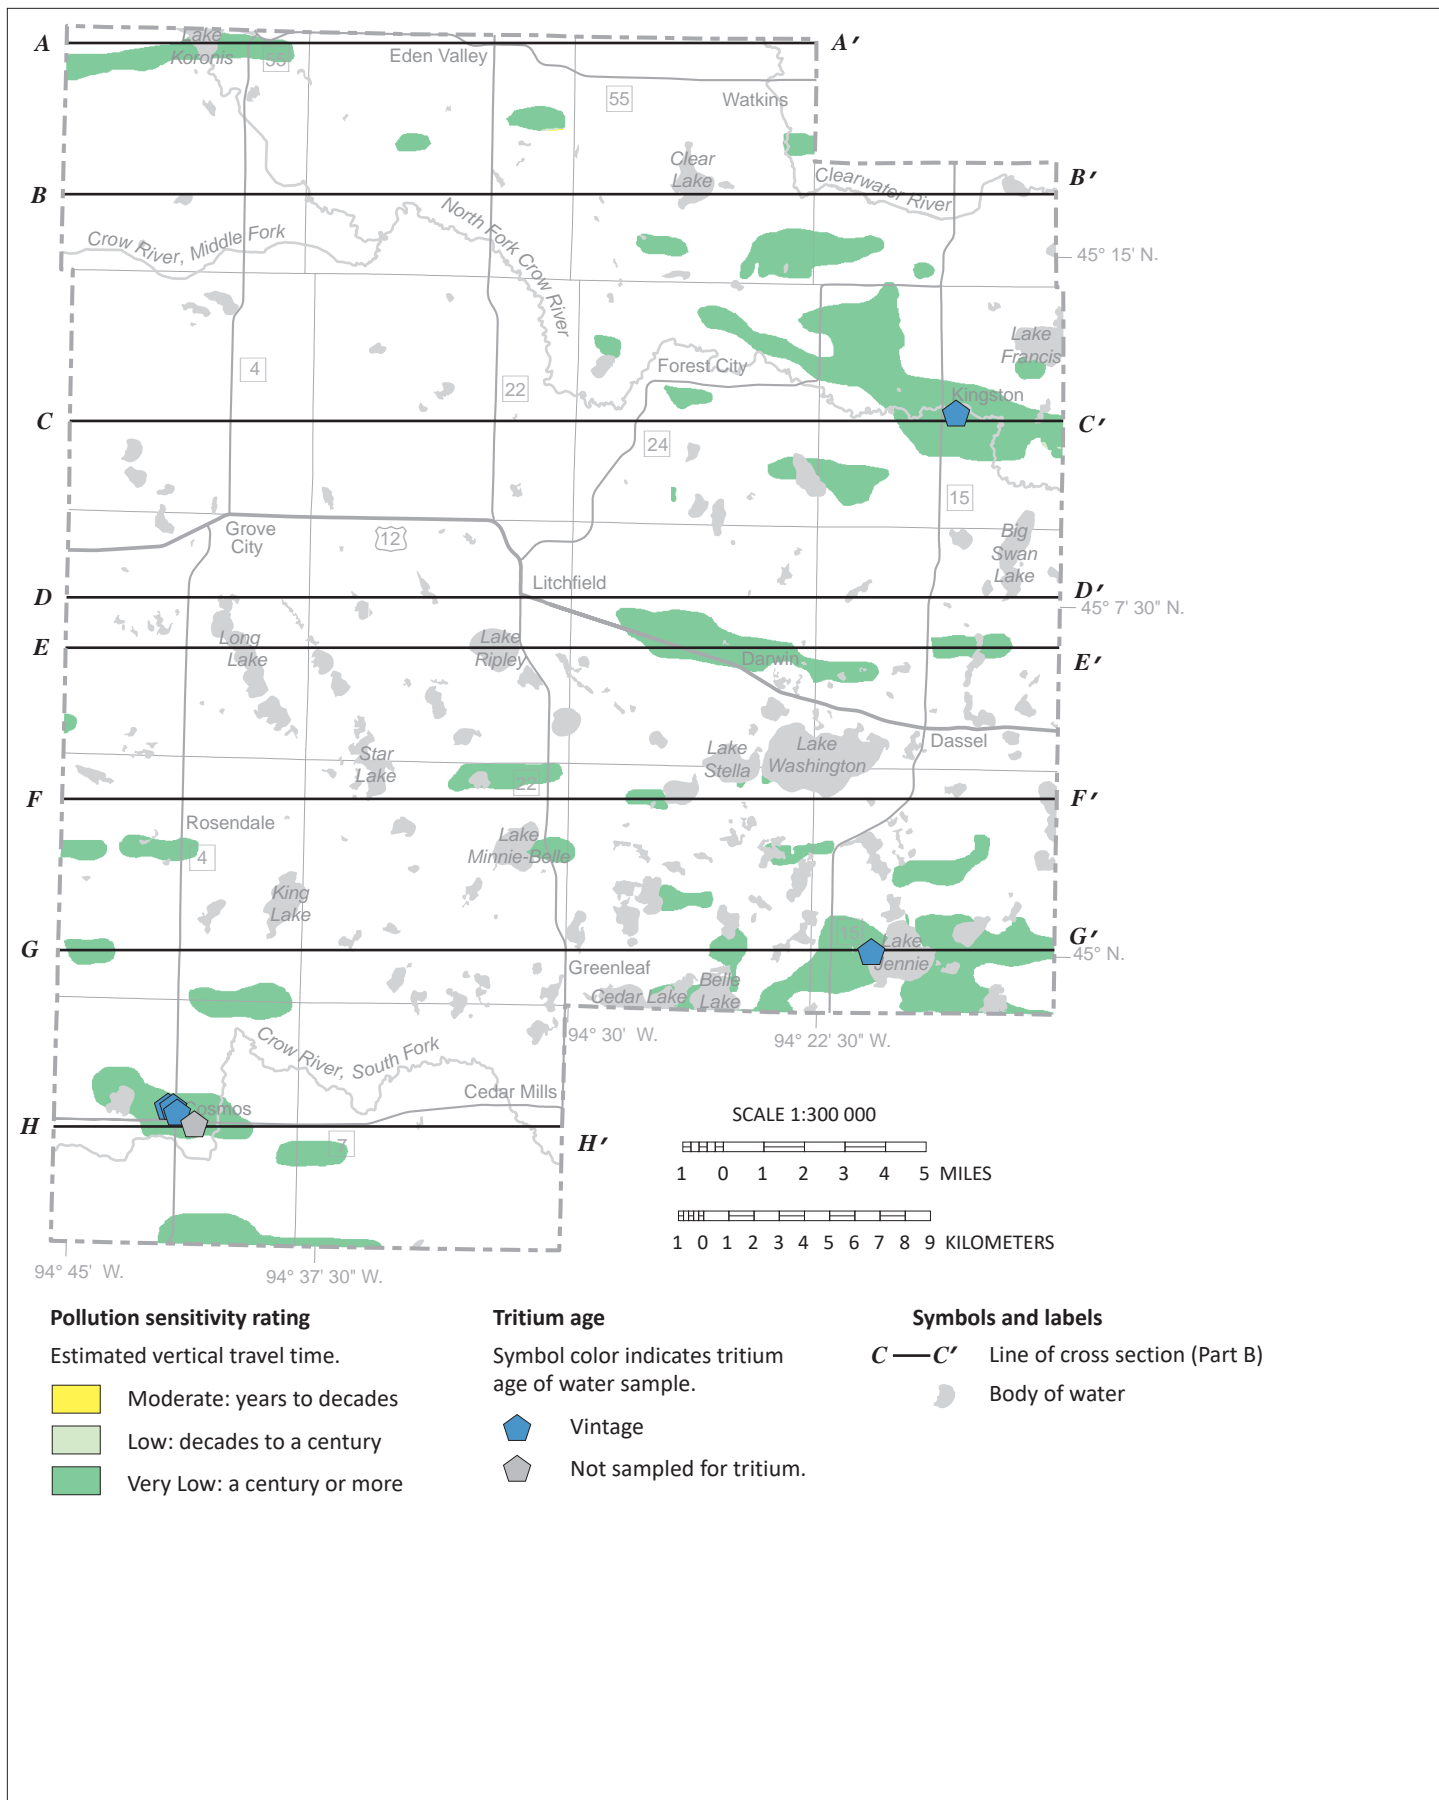 Lake
Koronis
A
A′
53
Eden Valley
55
Watkins
Clear
Lake
Clearwater River
B
B′
North Fork Crow River
Crow River, Middle Fork
45° 15' N.
Lake
Francis
4
22
Forest City
Kingston
C
C′
24
15
Grove
City
12
Big
Swan
Lake
Litchfield
D
D′
45° 7' 30" N.
Long
Lake
Lake
Ripley
E
Darwin
E′
Star
Lake
22
Lake
Stella
Lake
Washington
Dassel
F
F′
Rosendale
4
Lake
Minnie-Belle
King
Lake
G
15
Lake
Jennie
G′
45° N.
Greenleaf
Cedar Lake
Belle
Lake
94° 30' W.
94° 22' 30" W.
Crow River, South Fork
Cedar Mills
Cosmos
H
H′
7
SCALE 1:300 000
1 0 1 2 3 4 5 MILES
1 0 1 2 3 4 5 6 7 8 9 KILOMETERS
94° 45' W.
94° 37' 30" W.
Pollution sensitivity rating
Estimated vertical travel time.
Moderate: years to decades
Low: decades to a century
Very Low: a century or more
Tritium age
Symbol color indicates tritium
age of water sample.
Vintage
Not sampled for tritium.
Symbols and labels
C C′ Line of cross section (Part B)
Body of water